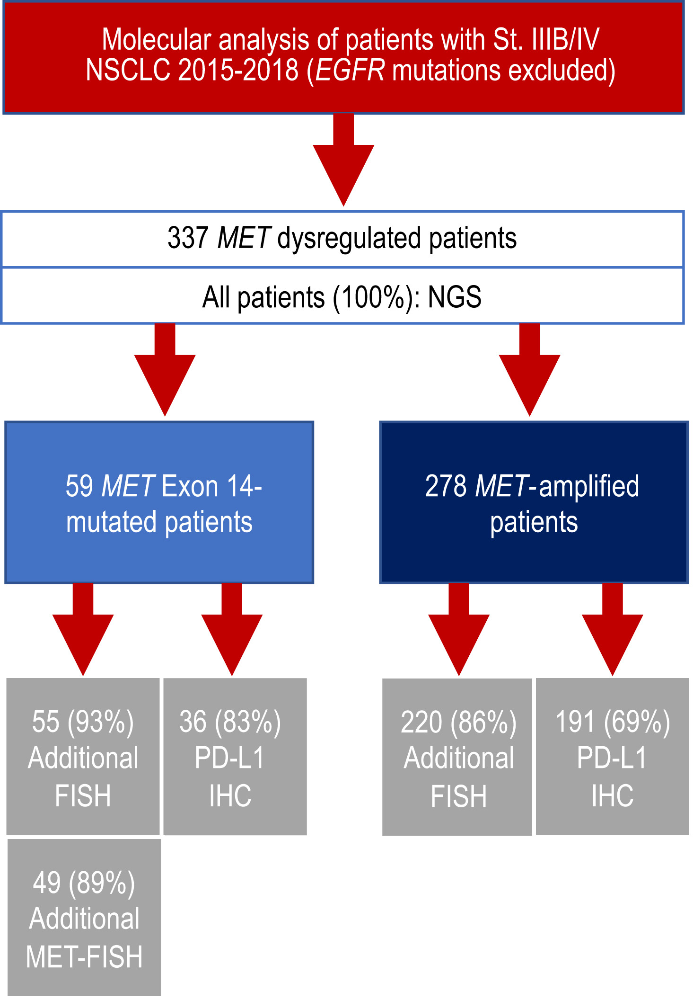 Molecular analysis of patients with St. IIIB/IV
NSCLC 2015-2018 (EGFR mutations excluded)
337 MET dysregulated patients
All patients (100%): NGS
59 MET Exon 14-
mutated patients
278 MET-amplified
patients
55 (93%)
Additional
FISH
36 (83%)
PD-L1
IHC
220 (86%)
Additional
FISH
191 (69%)
PD-L1
IHC
49 (89%)
Additional
MET-FISH